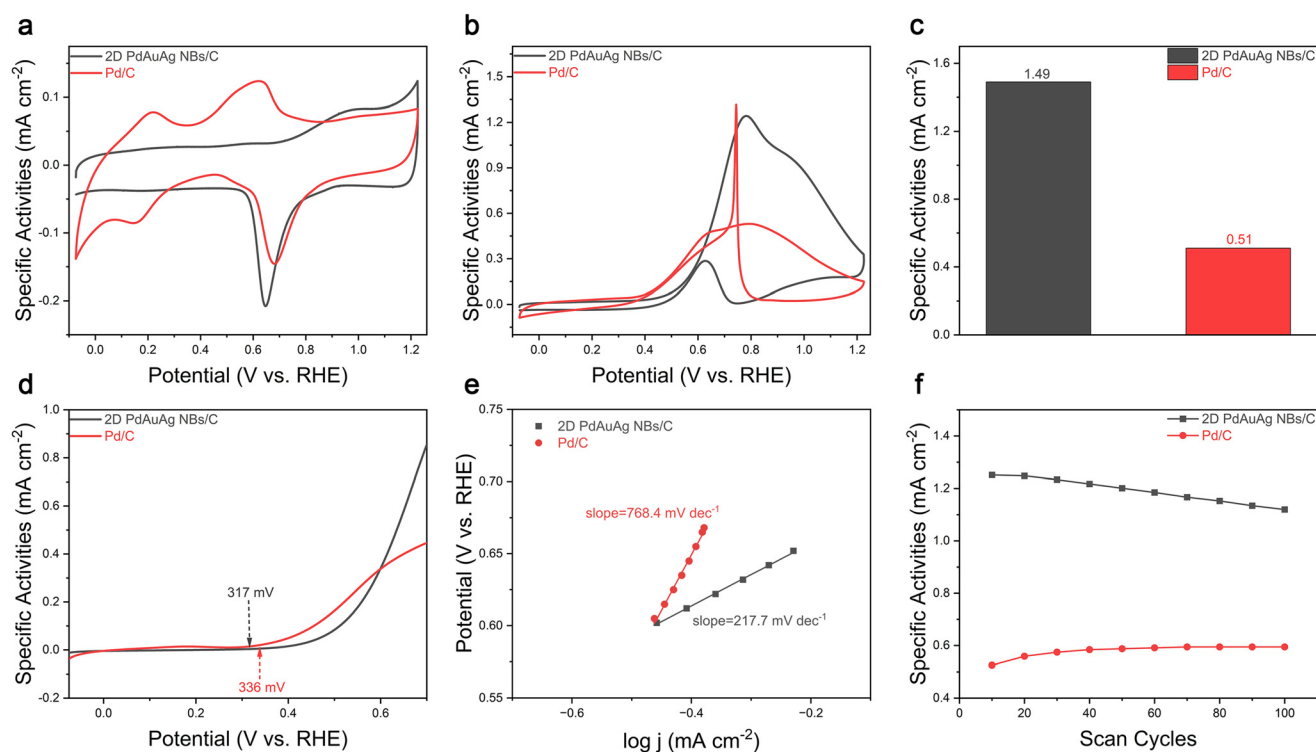 a
2D PdAuAg NBs/C
Pd/C
Specific Activities (mA cm⁻²)
0.1
0.0
-0.1
-0.2
0.0 0.2 0.4 0.6 0.8 1.0 1.2
Potential (V vs. RHE)
b
2D PdAuAg NBs/C
Pd/C
Specific Activities (mA cm⁻²)
1.5
1.2
0.9
0.6
0.3
0.0
0.0 0.2 0.4 0.6 0.8 1.0 1.2
Potential (V vs. RHE)
c
2D PdAuAg NBs/C
Pd/C
Specific Activities (mA cm⁻²)
1.6
1.2
0.8
0.4
0.0
1.49
0.51
d
2D PdAuAg NBs/C
Pd/C
Specific Activities (mA cm⁻²)
1.0
0.8
0.6
0.4
0.2
0.0
-0.2
317 mV
336 mV
0.0 0.2 0.4 0.6
Potential (V vs. RHE)
e
2D PdAuAg NBs/C
Pd/C
Potential (V vs. RHE)
0.75
0.70
0.65
0.60
0.55
slope=768.4 mV dec⁻¹
slope=217.7 mV dec⁻¹
−0.6 −0.4 −0.2
log j (mA cm⁻²)
f
2D PdAuAg NBs/C
Pd/C
Specific Activities (mA cm⁻²)
1.4
1.2
1.0
0.8
0.6
0.4
0 20 40 60 80 100
Scan Cycles